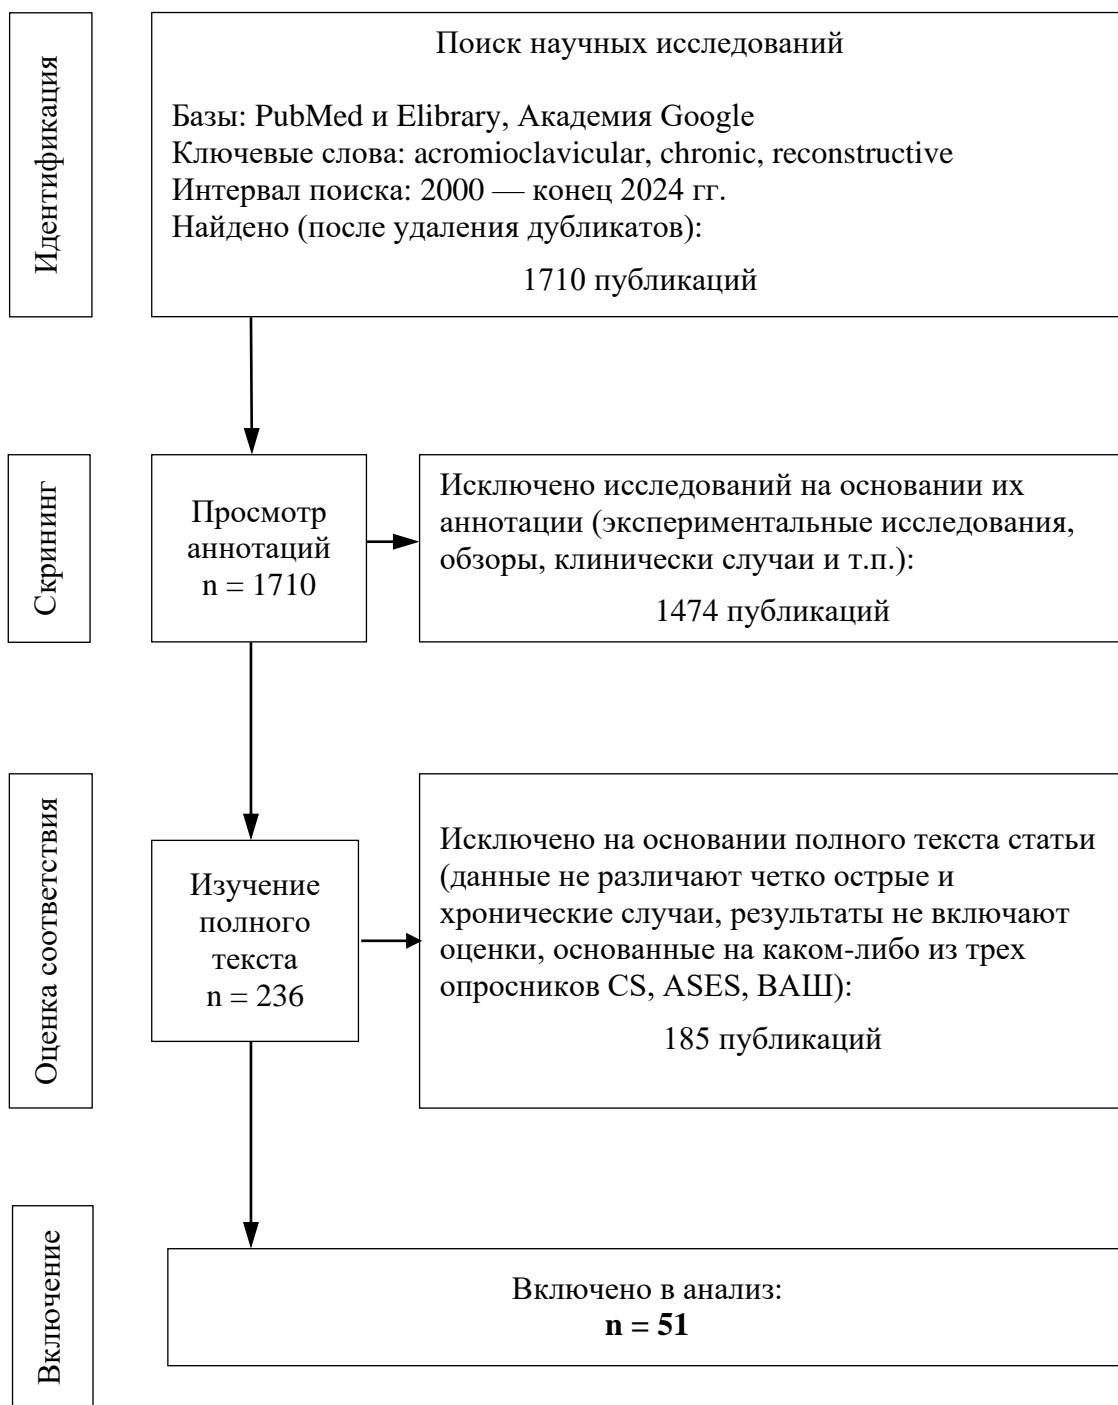 Идентификация
Поиск научных исследований
Базы: PubMed и Elibrary, Академия Google
Ключевые слова: acromioclavicular, chronic, reconstructive
Интервал поиска: 2000 — конец 2024 гг.
Найдено (после удаления дубликатов):
1710 публикаций
Скрининг
Просмотр
аннотаций
n = 1710
Исключено исследований на основании их
аннотации (экспериментальные исследования,
обзоры, клинически случаи и т.п.):
1474 публикаций
Оценка соответствия
Изучение
полного
текста
n = 236
Исключено на основании полного текста статьи
(данные не различают четко острые и
хронические случаи, результаты не включают
оценки, основанные на каком-либо из трех
опросников CS, ASES, ВАШ):
185 публикаций
Включение
Включено в анализ:
n = 51